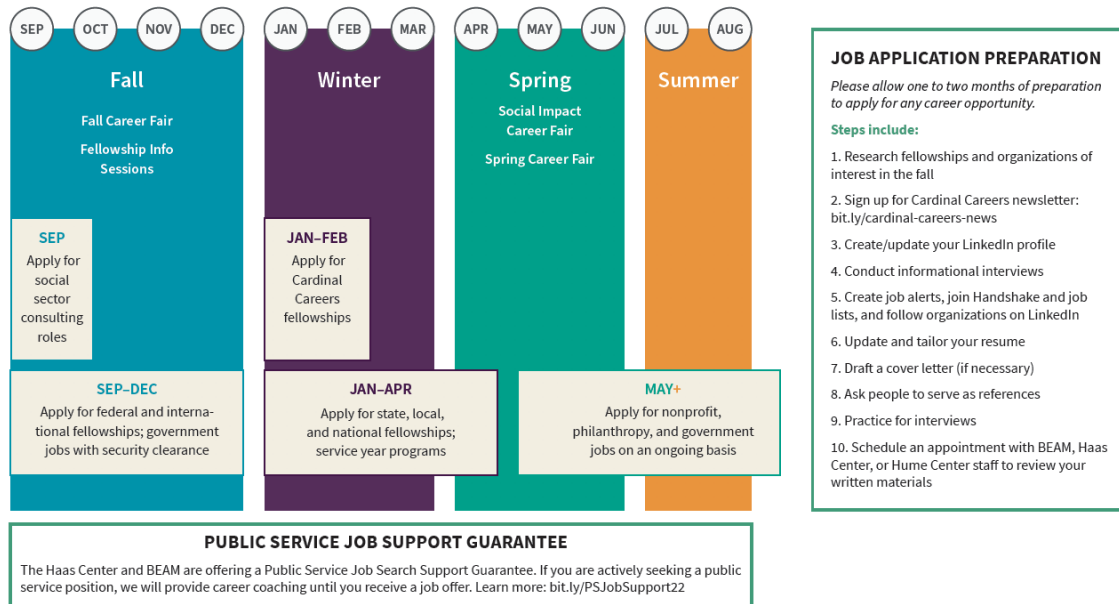 SEP OCT NOV DEC JAN FEB MAR APR MAY JUN JUL AUG
Fall
Fall Career Fair
Fellowship Info
Sessions
SEP
Apply for
social
sector
consulting
roles
SEP–DEC
Apply for federal and interna-
tional fellowships; government
jobs with security clearance
Winter
JAN–FEB
Apply for
Cardinal
Careers
fellowships
JAN–APR
Apply for state, local,
and national fellowships;
service year programs
Spring
Social Impact
Career Fair
Spring Career Fair
Summer
MAY+
Apply for nonprofit,
philanthropy, and government
jobs on an ongoing basis
JOB APPLICATION PREPARATION
Please allow one to two months of preparation
to apply for any career opportunity.
Steps include:
1. Research fellowships and organizations of
interest in the fall
2. Sign up for Cardinal Careers newsletter:
bit.ly/cardinal-careers-news
3. Create/update your LinkedIn profile
4. Conduct informational interviews
5. Create job alerts, join Handshake and job
lists, and follow organizations on LinkedIn
6. Update and tailor your resume
7. Draft a cover letter (if necessary)
8. Ask people to serve as references
9. Practice for interviews
10. Schedule an appointment with BEAM, Haas
Center, or Hume Center staff to review your
written materials
PUBLIC SERVICE JOB SUPPORT GUARANTEE
The Haas Center and BEAM are offering a Public Service Job Search Support Guarantee. If you are actively seeking a public
service position, we will provide career coaching until you receive a job offer. Learn more: bit.ly/PSJobSupport22